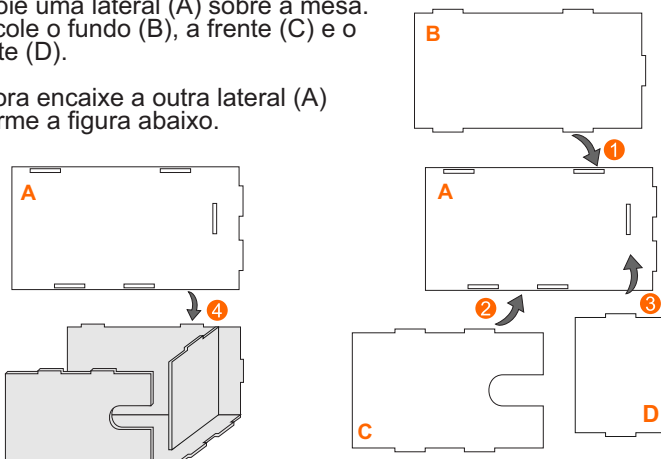 oie uma lateral (A) sobre a mesa.
cole o fundo (B), a frente (C) e o
te (D).
ora encaixe a outra lateral (A)
rme a figura abaixo.
B
1
A
A
2
3
4
C
D